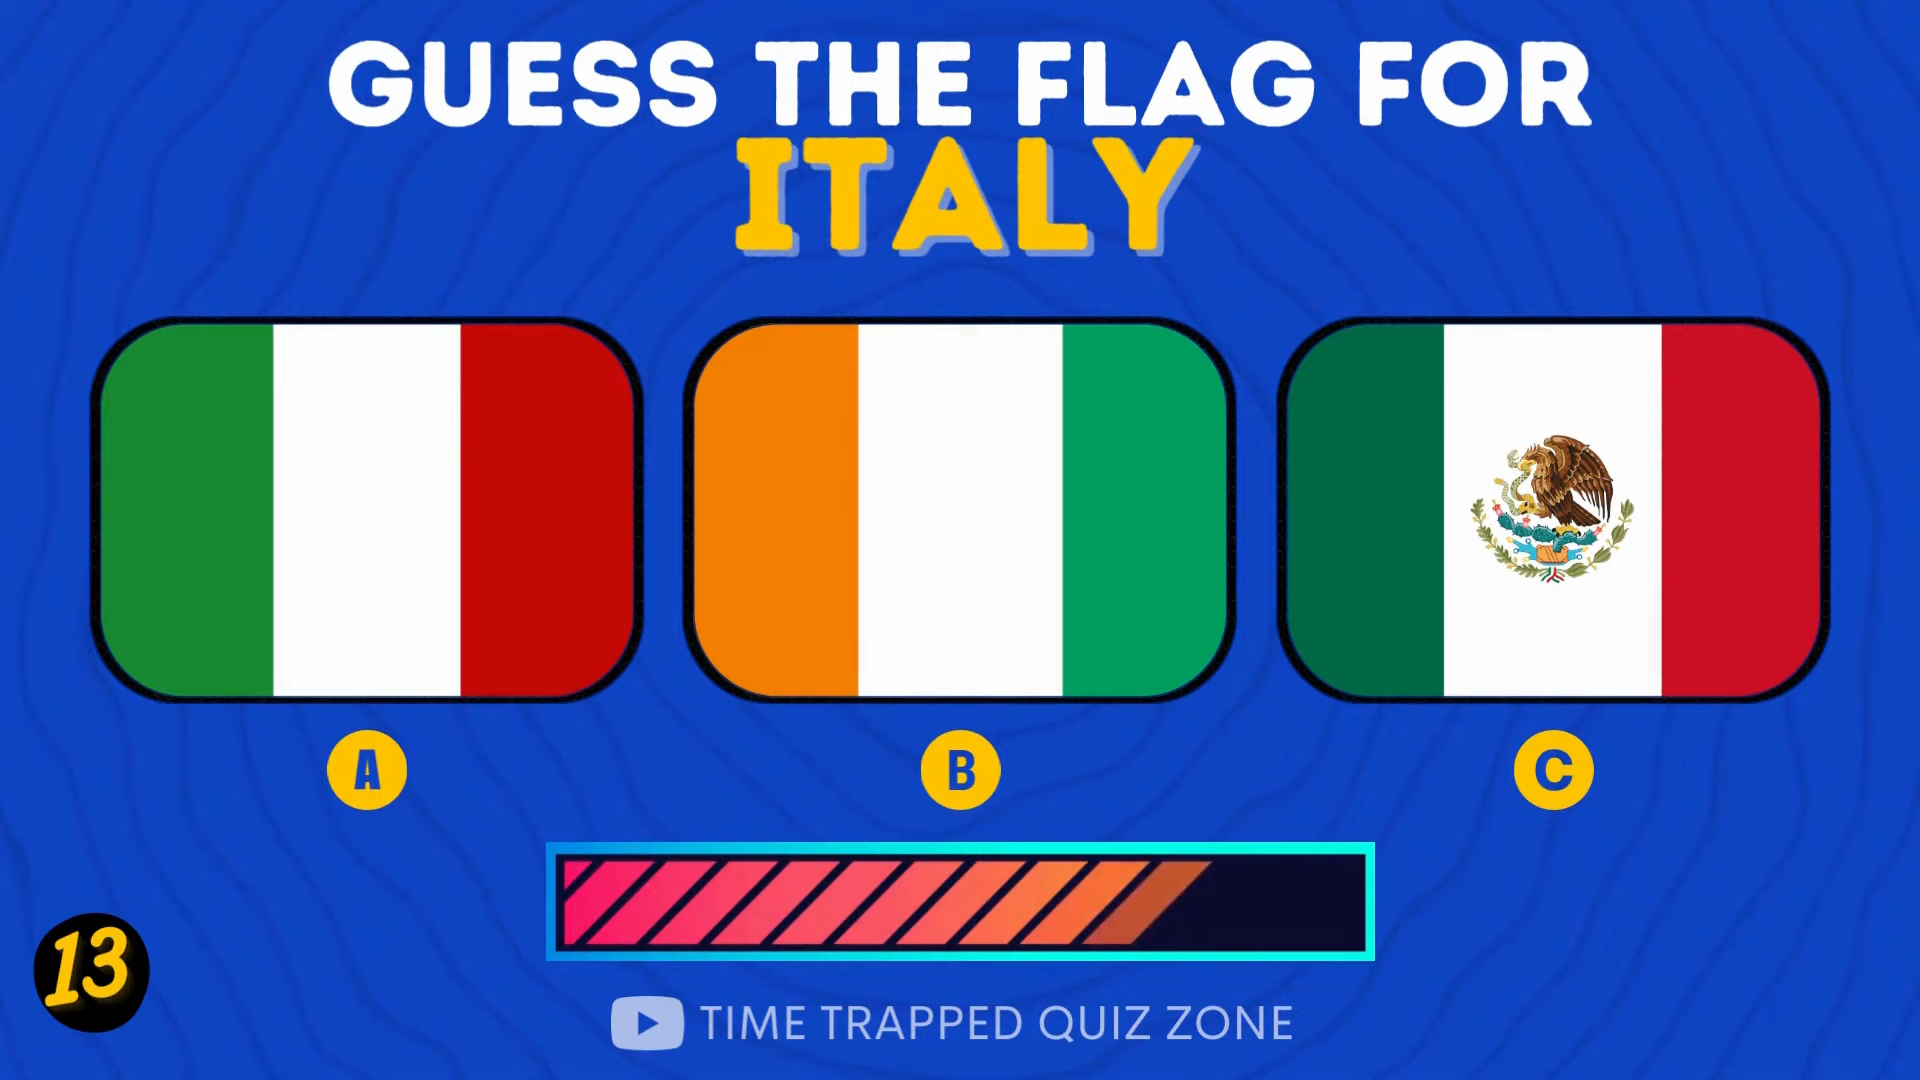 GUESS THE FLAG FOR
ITALY
A
B
C
13
TIME TRAPPED QUIZ ZONE